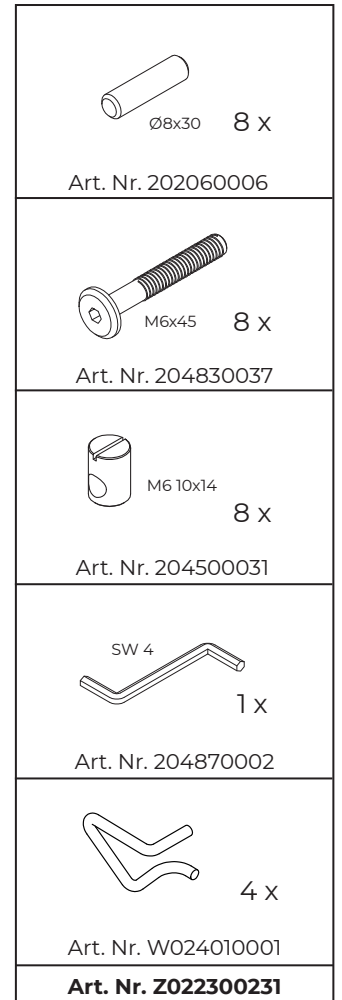 Ø8x30 8 x
Art. Nr. 202060006
M6x45 8 x
Art. Nr. 204830037
M6 10x14
8 x
Art. Nr. 204500031
SW 4
1 x
Art. Nr. 204870002
4 x
Art. Nr. W024010001
Art. Nr. Z022300231